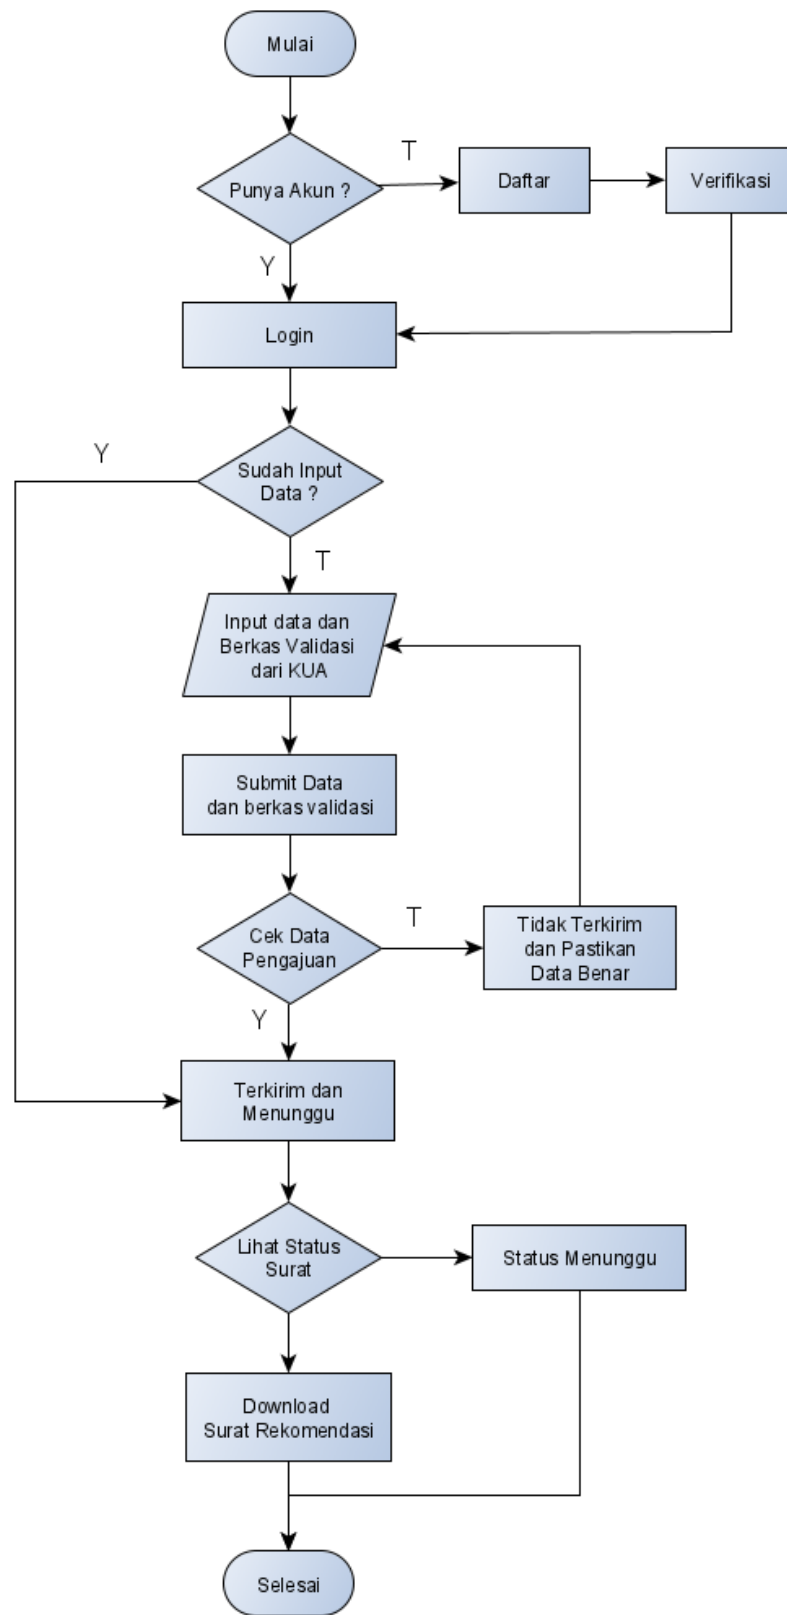 Mulai
Punya Akun ?
T
Daftar
Verifikasi
Y
Login
Y
Sudah Input
Data ?
T
Input data dan
Berkas Validasi
dari KUA
Submit Data
dan berkas validasi
Cek Data
Pengajuan
T
Tidak Terkirim
dan Pastikan
Data Benar
Y
Terkirim dan
Menunggu
Lihat Status
Surat
Status Menunggu
Download
Surat Rekomendasi
Selesai